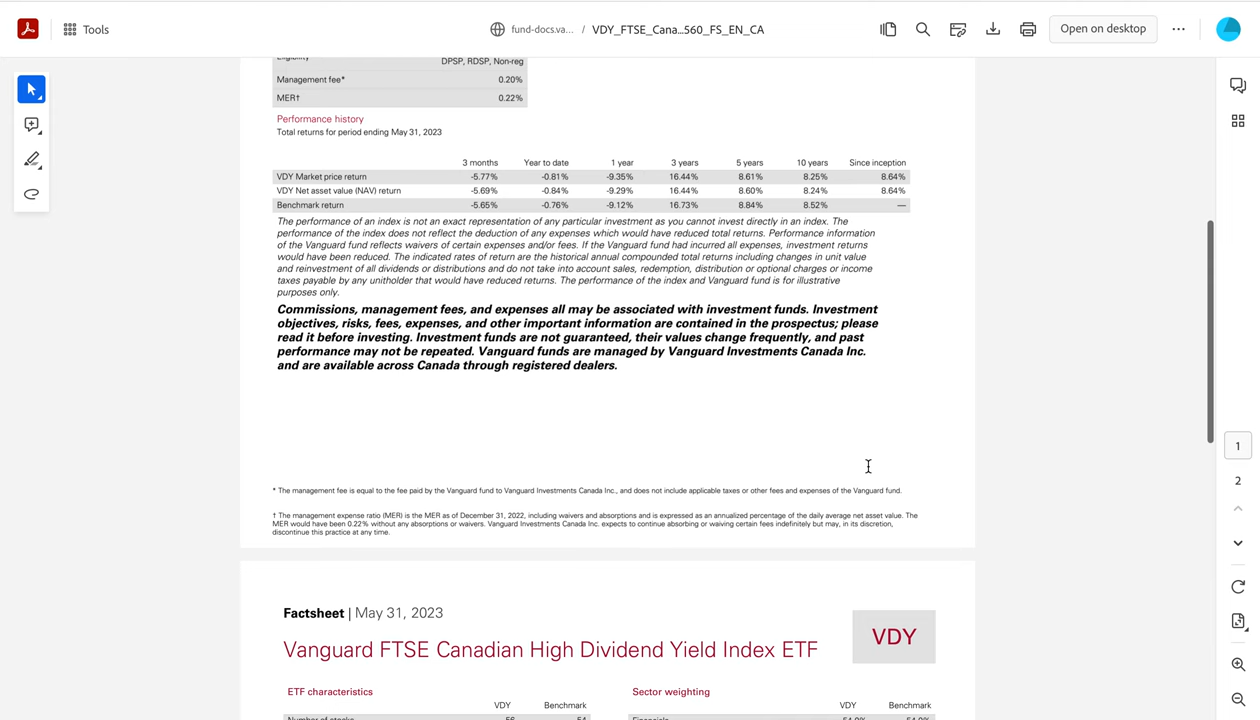 Tools
fund-docs.va... / VDY_FTSE_Cana...560_FS_EN_CA
Open on desktop
Eligibility
DPSP, RDSP, Non-reg
Management fee* 0.20%
MER† 0.22%
Performance history
Total returns for period ending May 31, 2023
3 months Year to date 1 year 3 years 5 years 10 years Since inception
VDY Market price return -5.77% -0.81% -9.35% 16.44% 8.61% 8.25% 8.64%
VDY Net asset value (NAV) return -5.69% -0.84% -9.29% 16.44% 8.60% 8.24% 8.64%
Benchmark return -5.65% -0.76% -9.12% 16.73% 8.84% 8.52% —
The performance of an index is not an exact representation of any particular investment as you cannot invest directly in an index. The
performance of the index does not reflect the deduction of any expenses which would have reduced total returns. Performance information
of the Vanguard fund reflects waivers of certain expenses and/or fees. If the Vanguard fund had incurred all expenses, investment returns
would have been reduced. The indicated rates of return are the historical annual compounded total returns including changes in unit value
and reinvestment of all dividends or distributions and do not take into account sales, redemption, distribution or optional charges or income
taxes payable by any unitholder that would have reduced returns. The performance of the index and Vanguard fund is for illustrative
purposes only.
Commissions, management fees, and expenses all may be associated with investment funds. Investment
objectives, risks, fees, expenses, and other important information are contained in the prospectus; please
read it before investing. Investment funds are not guaranteed, their values change frequently, and past
performance may not be repeated. Vanguard funds are managed by Vanguard Investments Canada Inc.
and are available across Canada through registered dealers.
* The management fee is equal to the fee paid by the Vanguard fund to Vanguard Investments Canada Inc., and does not include applicable taxes or other fees and expenses of the Vanguard fund.
† The management expense ratio (MER) is the MER as of December 31, 2022, including waivers and absorptions and is expressed as an annualized percentage of the daily average net asset value. The
MER would have been 0.22% without any absorptions or waivers. Vanguard Investments Canada Inc. expects to continue absorbing or waiving certain fees indefinitely but may, in its discretion,
discontinue this practice at any time.
1
2
Factsheet | May 31, 2023
VDY
Vanguard FTSE Canadian High Dividend Yield Index ETF
ETF characteristics
VDY Benchmark
Number of stocks 56 54
Sector weighting
VDY Benchmark
Financials 54.9% 54.9%